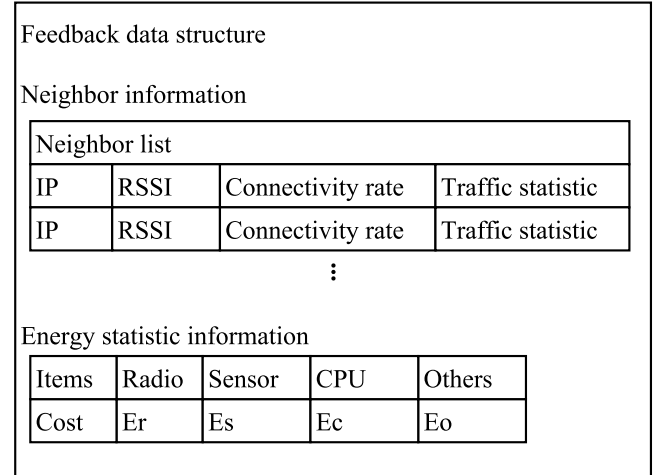 Feedback data structure
Neighbor information
Neighbor list
IP RSSI Connectivity rate Traffic statistic
IP RSSI Connectivity rate Traffic statistic
⋮
Energy statistic information
Items Radio Sensor CPU Others
Cost Er Es Ec Eo